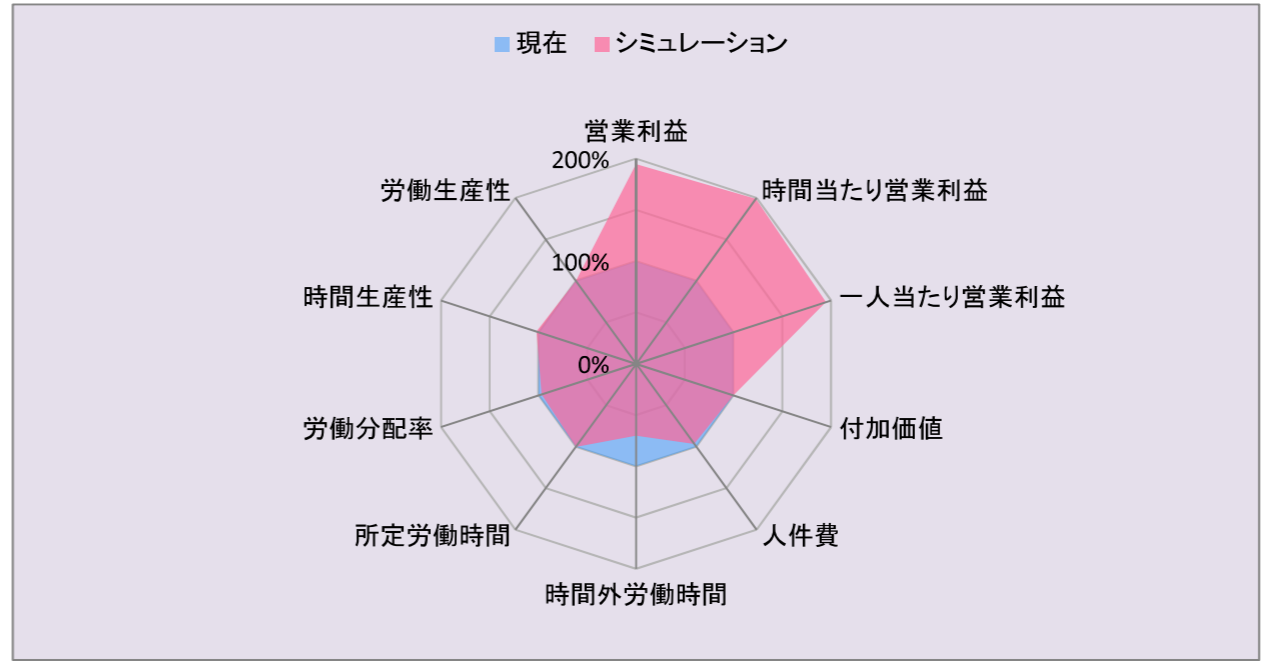 現在 シミュレーション
営業利益
200%
労働生産性
時間当たり営業利益
100%
時間生産性
一人当たり営業利益
0%
労働分配率
付加価値
所定労働時間
人件費
時間外労働時間